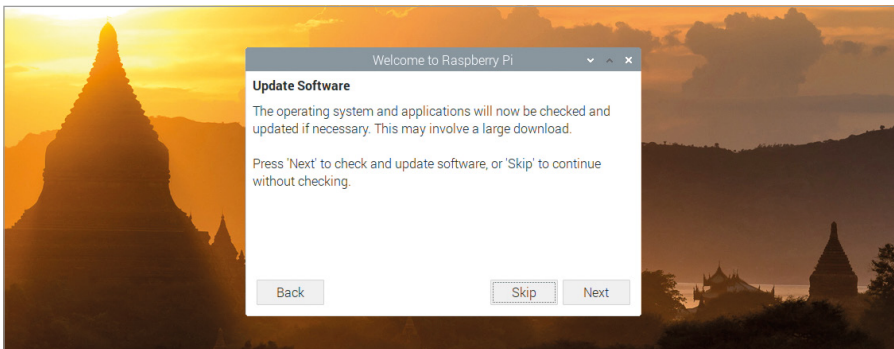 Welcome to Raspberry Pi
Update Software
The operating system and applications will now be checked and
updated if necessary. This may involve a large download.
Press 'Next' to check and update software, or 'Skip' to continue
without checking.
Back Skip Next